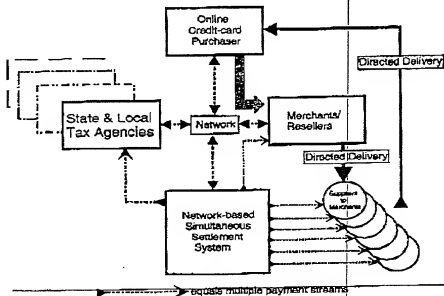 Online
Credit-card
Purchaser
Directed Delivery
State & Local
Tax Agencies
Network
Merchants/
Resellers
Directed Delivery
Suppliers
to
Merchants
Network-based
Simultaneous
Settlement
System
equals multiple payment streams